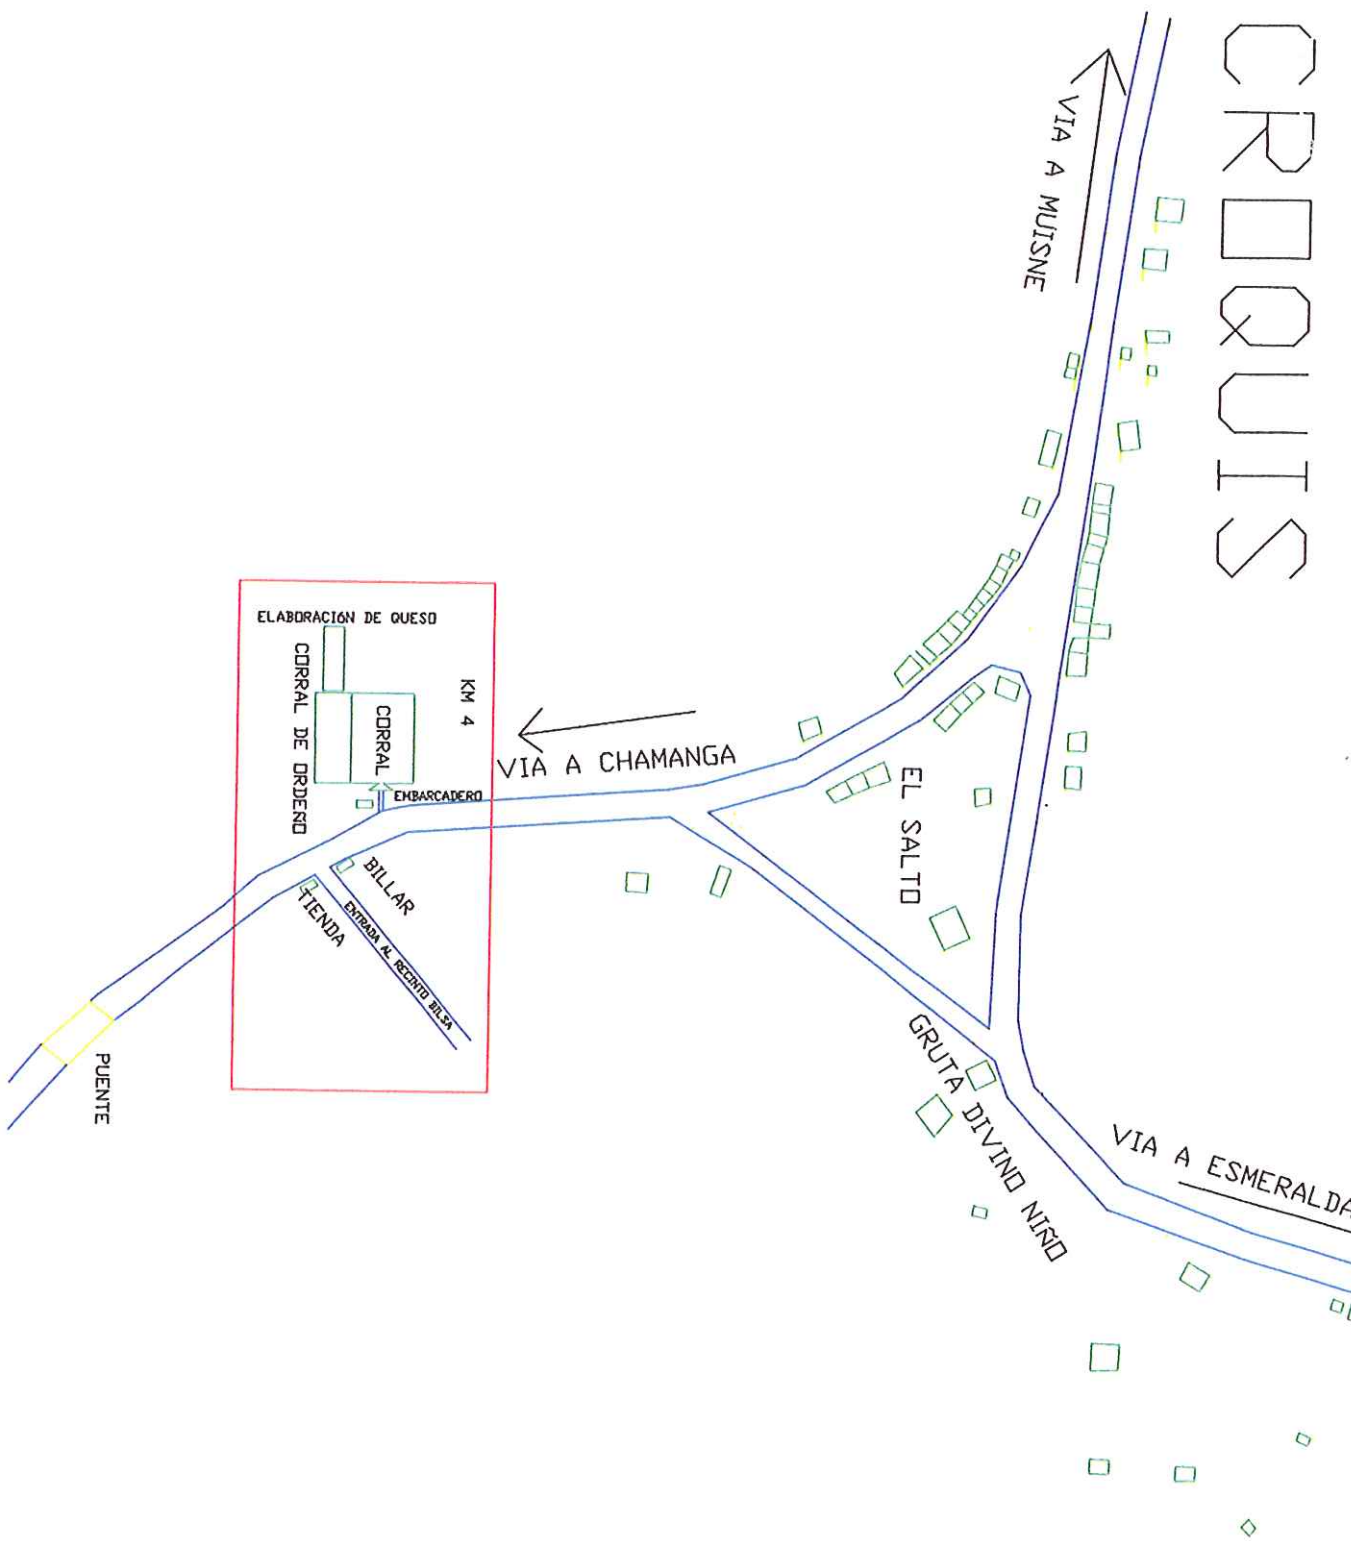 CROQUIS
VIA A MUISNE
ELABORACIÓN DE QUESO
CORRAL DE ORDEÑO
CORRAL
KM 4
EMBARCADERO
VIA A CHAMANGA
BILLAR
TIENDA
ENTRADA AL RECINTO BILSA
PUENTE
EL SALTO
GRUTA DIVINO NIÑO
VIA A ESMERALDA